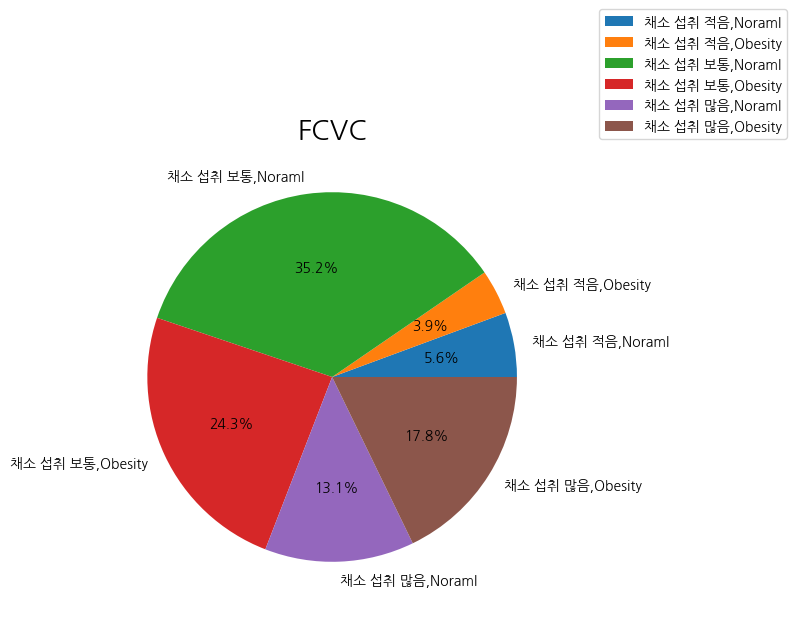 채소 섭취 적음,Noraml
채소 섭취 적음,Obesity
채소 섭취 보통,Noraml
채소 섭취 보통,Obesity
채소 섭취 많음,Noraml
채소 섭취 많음,Obesity
FCVC
채소 섭취 보통,Noraml
35.2%
채소 섭취 적음,Obesity
3.9%
채소 섭취 적음,Noraml
5.6%
24.3%
17.8%
채소 섭취 보통,Obesity
13.1%
채소 섭취 많음,Obesity
채소 섭취 많음,Noraml